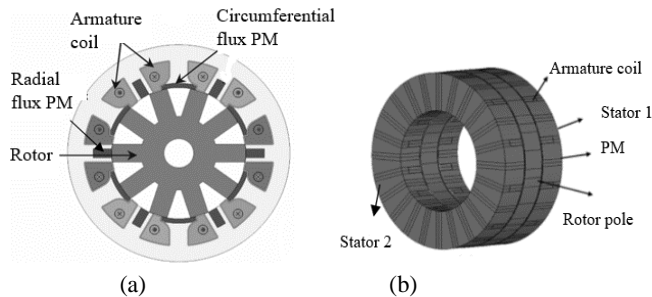 Armature
coil
Circumferential
flux PM
Radial
flux PM
Rotor
(a)
Armature coil
Stator 1
PM
Rotor pole
Stator 2
(b)